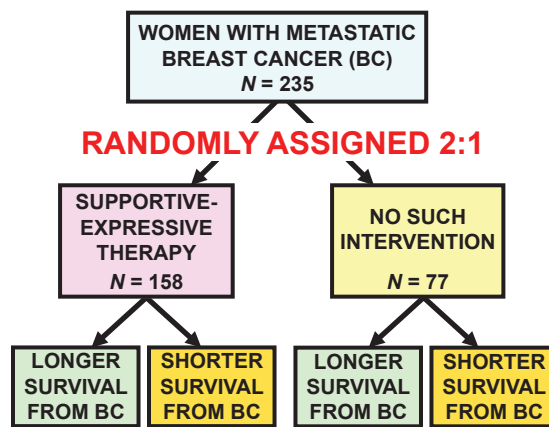 WOMEN WITH METASTATIC
BREAST CANCER (BC)
N = 235
RANDOMLY ASSIGNED 2:1
SUPPORTIVE-
EXPRESSIVE
THERAPY
N = 158
NO SUCH
INTERVENTION
N = 77
LONGER
SURVIVAL
FROM BC
SHORTER
SURVIVAL
FROM BC
LONGER
SURVIVAL
FROM BC
SHORTER
SURVIVAL
FROM BC